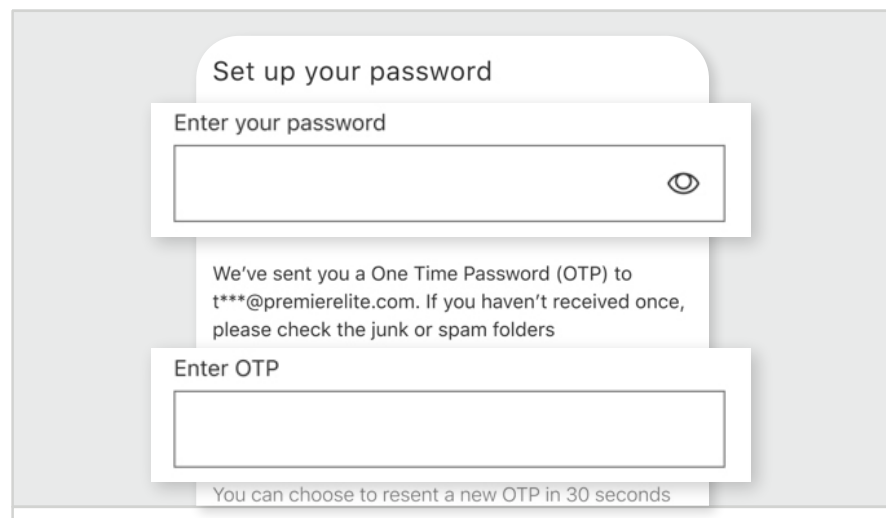 Set up your password
Enter your password
We’ve sent you a One Time Password (OTP) to
t***@premierelite.com. If you haven’t received once,
please check the junk or spam folders
Enter OTP
You can choose to resent a new OTP in 30 seconds